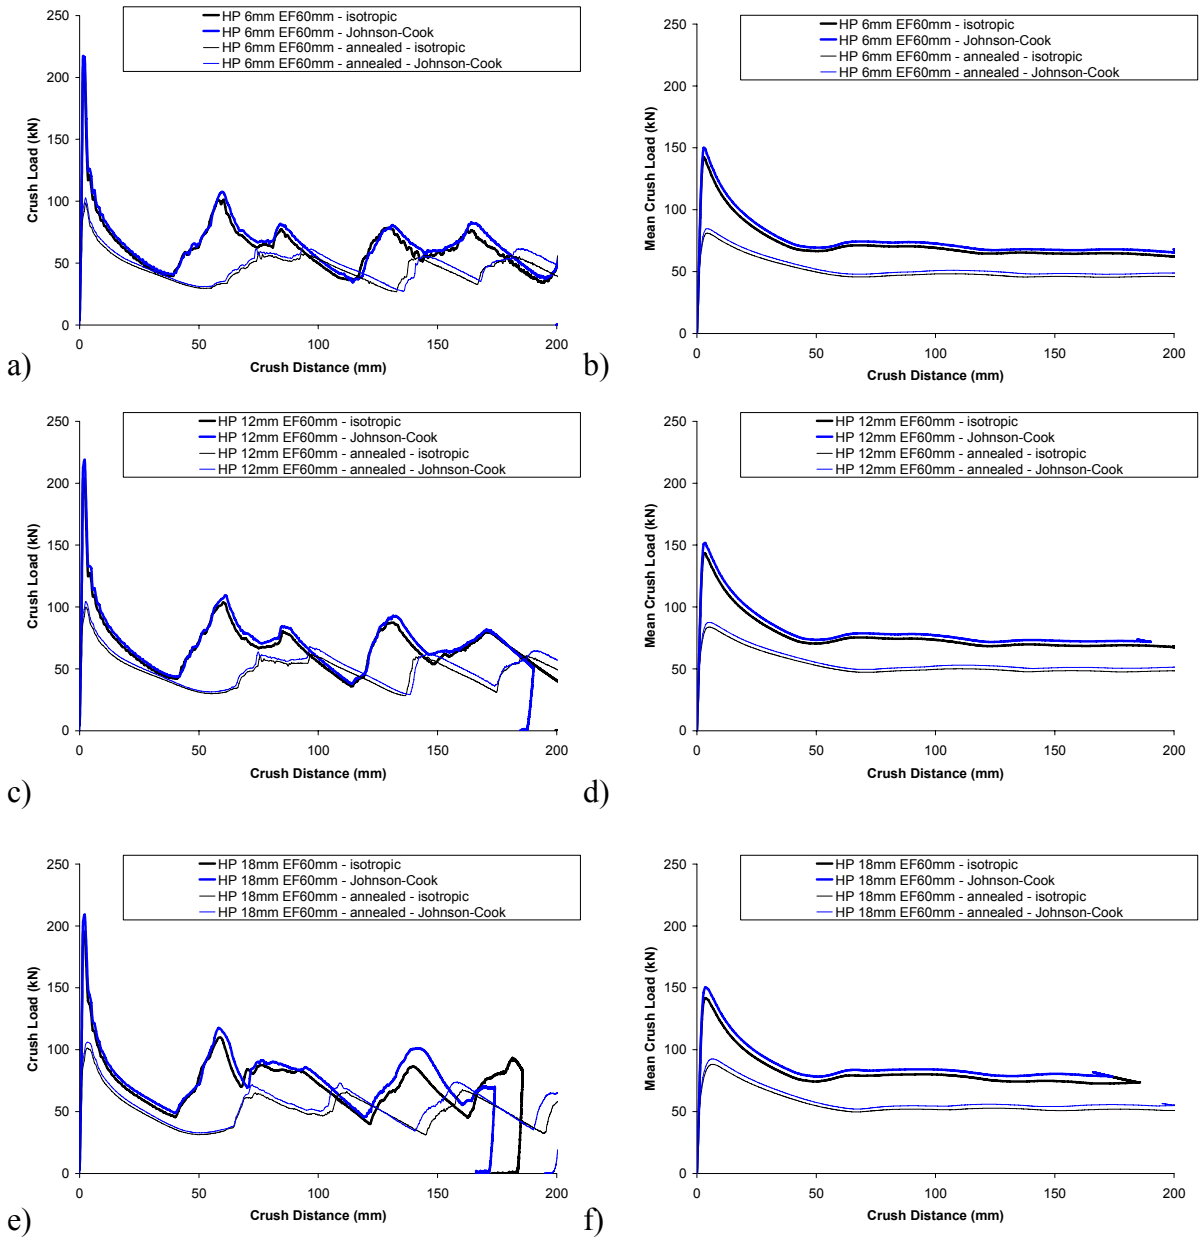 HP 6mm EF60mm - isotropic
HP 6mm EF60mm - Johnson-Cook
HP 6mm EF60mm - annealed - isotropic
HP 6mm EF60mm - annealed - Johnson-Cook
Crush Load (kN)
250
200
150
100
50
0
0 50 100 150 200
Crush Distance (mm)
a)
HP 6mm EF60mm - isotropic
HP 6mm EF60mm - Johnson-Cook
HP 6mm EF60mm - annealed - isotropic
HP 6mm EF60mm - annealed - Johnson-Cook
Mean Crush Load (kN)
250
200
150
100
50
0
0 50 100 150 200
Crush Distance (mm)
b)
HP 12mm EF60mm - isotropic
HP 12mm EF60mm - Johnson-Cook
HP 12mm EF60mm - annealed - isotropic
HP 12mm EF60mm - annealed - Johnson-Cook
Crush Load (kN)
250
200
150
100
50
0
0 50 100 150 200
Crush Distance (mm)
c)
HP 12mm EF60mm - isotropic
HP 12mm EF60mm - Johnson-Cook
HP 12mm EF60mm - annealed - isotropic
HP 12mm EF60mm - annealed - Johnson-Cook
Mean Crush Load (kN)
250
200
150
100
50
0
0 50 100 150 200
Crush Distance (mm)
d)
HP 18mm EF60mm - isotropic
HP 18mm EF60mm - Johnson-Cook
HP 18mm EF60mm - annealed - isotropic
HP 18mm EF60mm - annealed - Johnson-Cook
Crush Load (kN)
250
200
150
100
50
0
0 50 100 150 200
Crush Distance (mm)
e)
HP 18mm EF60mm - isotropic
HP 18mm EF60mm - Johnson-Cook
HP 18mm EF60mm - annealed - isotropic
HP 18mm EF60mm - annealed - Johnson-Cook
Mean Crush Load (kN)
250
200
150
100
50
0
0 50 100 150 200
Crush Distance (mm)
f)